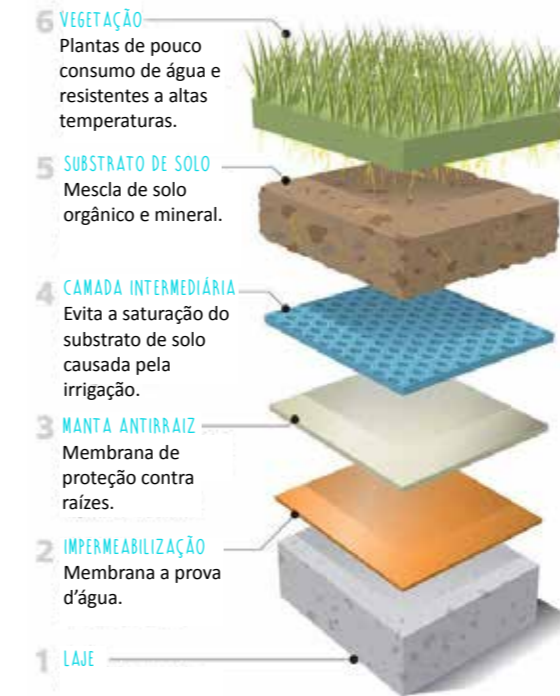 6 VEGETAÇÃO
Plantas de pouco
consumo de água e
resistentes a altas
temperaturas.
5 SUBSTRATO DE SOLO
Mescla de solo
orgânico e mineral.
4 CAMADA INTERMEDIÁRIA
Evita a saturação do
substrato de solo
causada pela
irrigação.
3 MANTA ANTIRRAIZ
Membrana de
proteção contra
raízes.
2 IMPERMEABILIZAÇÃO
Membrana a prova
d’água.
1 LAJE